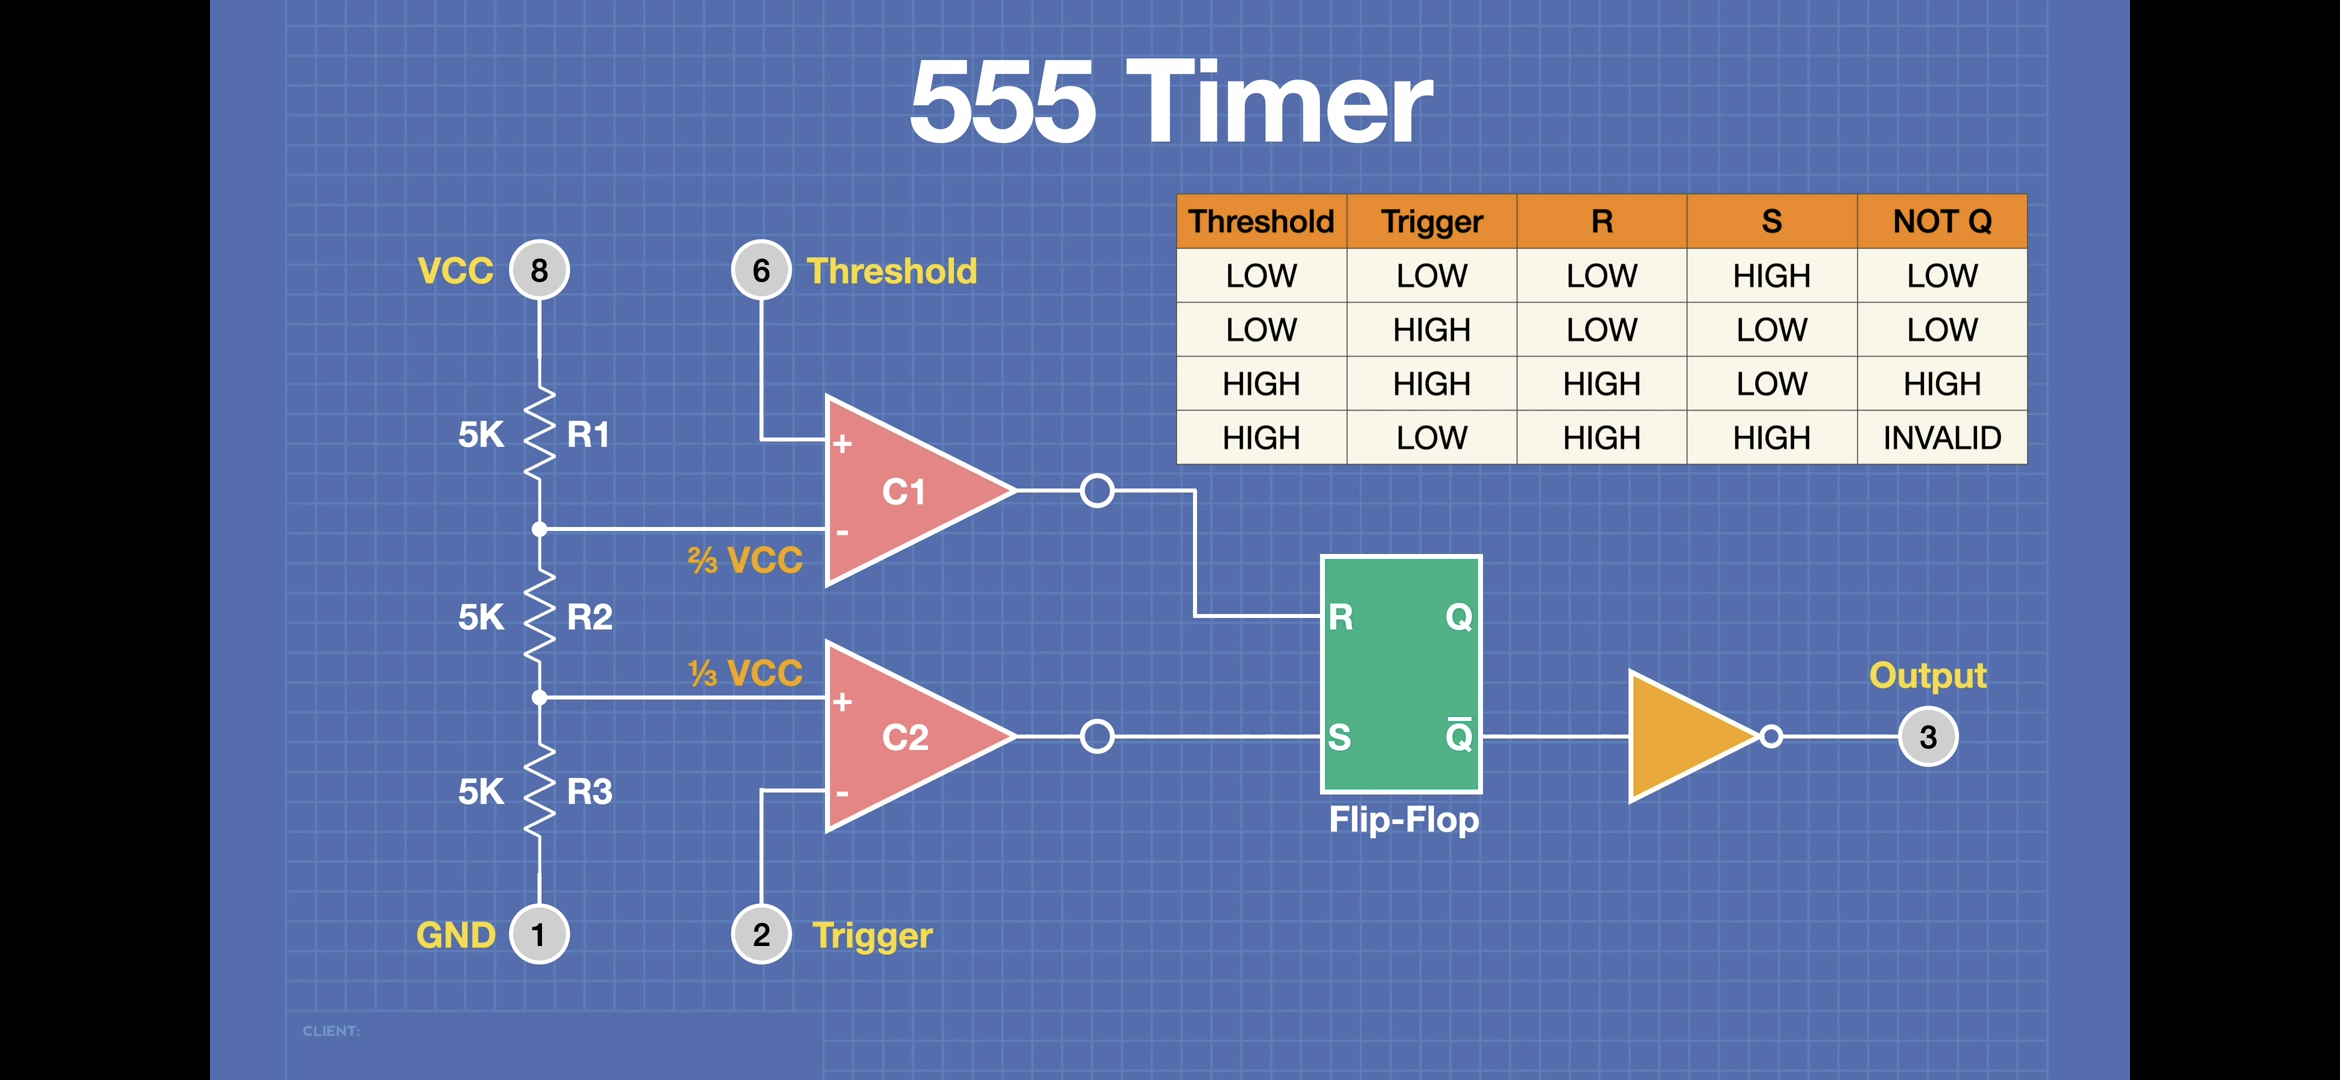 555 Timer
Threshold Trigger R S NOT Q
LOW LOW LOW HIGH LOW
LOW HIGH LOW LOW LOW
HIGH HIGH HIGH LOW HIGH
HIGH LOW HIGH HIGH INVALID
VCC 8
6 Threshold
5K R1
+
C1
-
⅔ VCC
5K R2
⅓ VCC
+
C2
-
5K R3
R Q
S Q̅
Flip-Flop
Output
3
GND 1
2 Trigger
CLIENT: